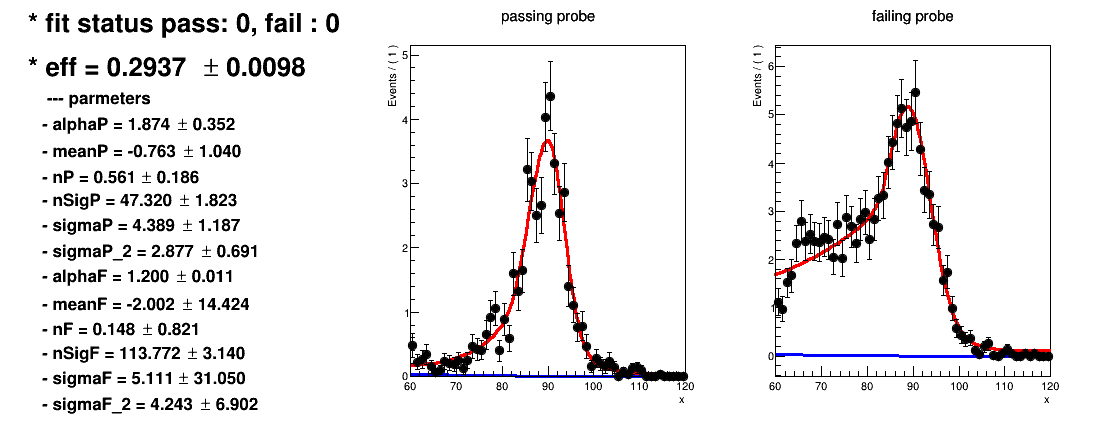 * fit status pass: 0, fail : 0
* eff = 0.2937 ± 0.0098
--- parmeters
- alphaP = 1.874 ± 0.352
- meanP = -0.763 ± 1.040
- nP = 0.561 ± 0.186
- nSigP = 47.320 ± 1.823
- sigmaP = 4.389 ± 1.187
- sigmaP_2 = 2.877 ± 0.691
- alphaF = 1.200 ± 0.011
- meanF = -2.002 ± 14.424
- nF = 0.148 ± 0.821
- nSigF = 113.772 ± 3.140
- sigmaF = 5.111 ± 31.050
- sigmaF_2 = 4.243 ± 6.902
passing probe
Events / ( 1 )
5
4
3
2
1
0
60 70 80 90 100 110 120
x
failing probe
Events / ( 1 )
6
5
4
3
2
1
0
60 70 80 90 100 110 120
x